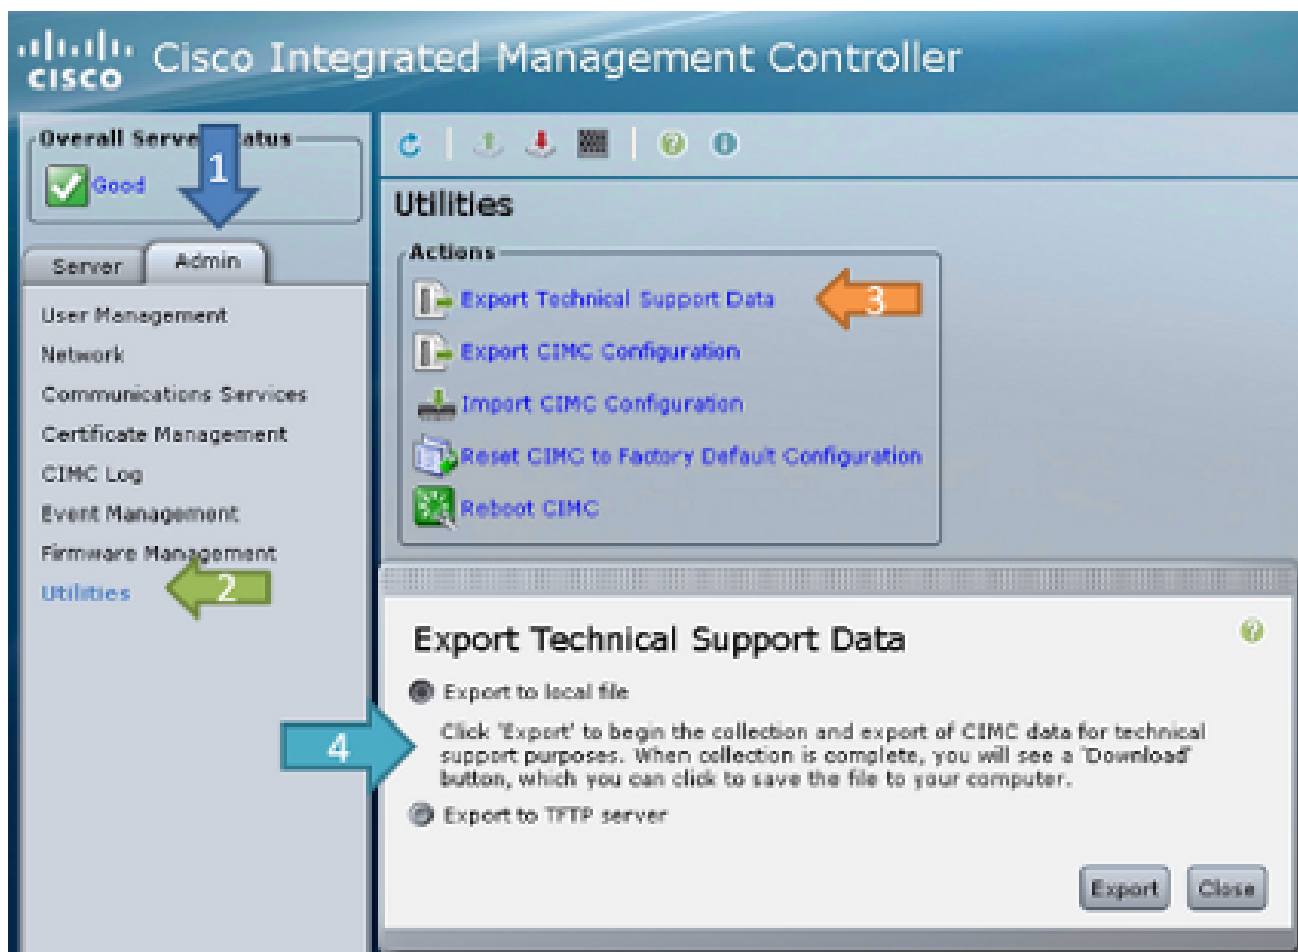 CISCO
Cisco Integrated Management Controller
Overall Server Status
1
Good
Server
Admin
User Management
Network
Communications Services
Certificate Management
CIMC Log
Event Management
Firmware Management
Utilities
2
Utilities
Actions
Export Technical Support Data
3
Export CIMC Configuration
Import CIMC Configuration
Reset CIMC to Factory Default Configuration
Reboot CIMC
Export Technical Support Data
Export to local file
4
Click 'Export' to begin the collection and export of CIMC data for technical
support purposes. When collection is complete, you will see a 'Download'
button, which you can click to save the file to your computer.
Export to TFTP server
Export
Close